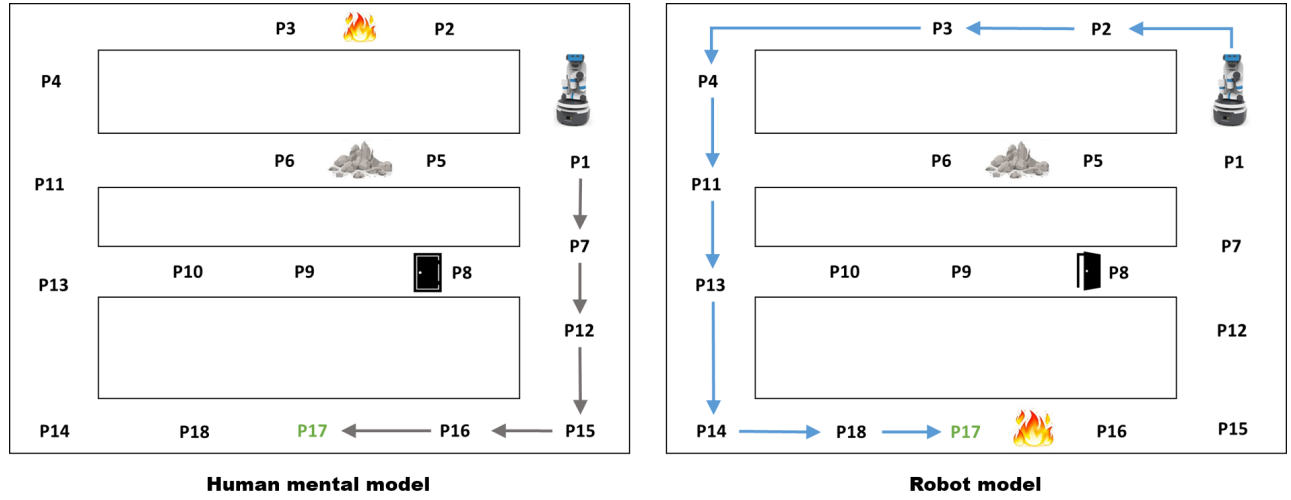 P3 P2
P4
P6 P5 P1
P11
P7
P10 P9 P8
P13
P12
P14 P18 P17 P16 P15
Human mental model
P3 P2
P4
P6 P5 P1
P11
P7
P10 P9 P8
P13
P12
P14 P18 P17 P16 P15
Robot model